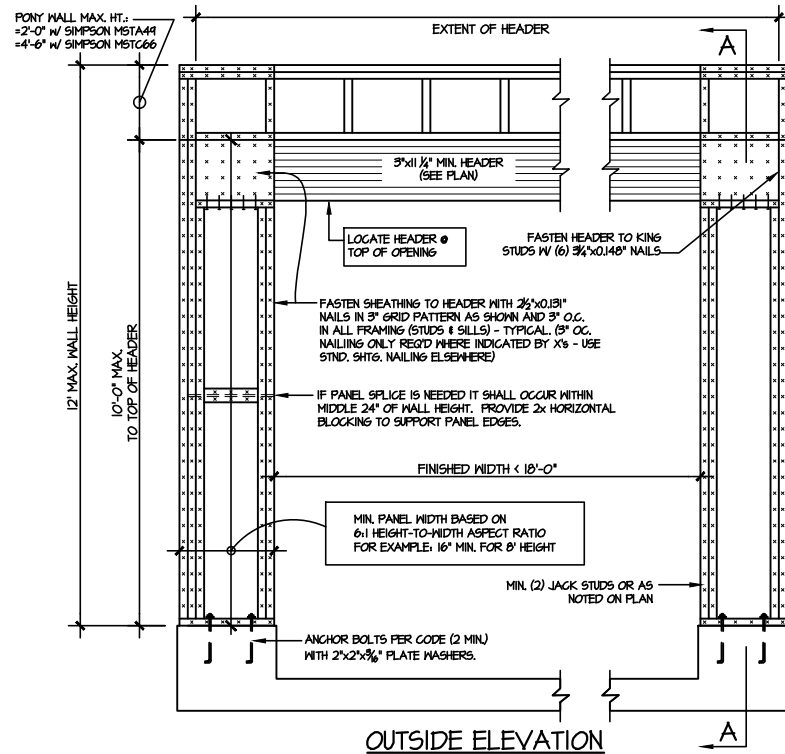 PONY WALL MAX. HT.:
=2'-0" W/ SIMPSON MSTA49
=4'-6" W/ SIMPSON MSTC66
EXTENT OF HEADER
A
3"x11 1/4" MIN. HEADER
(SEE PLAN)
LOCATE HEADER @
TOP OF OPENING
FASTEN HEADER TO KING
STUDS W/ (6) 3/4"x0.148" NAILS
FASTEN SHEATHING TO HEADER WITH 2½"x0.131"
NAILS IN 3" GRID PATTERN AS SHOWN AND 3" O.C.
IN ALL FRAMING (STUDS & SILLS) - TYPICAL. (3" OC.
NAILIING ONLY REQ'D WHERE INDICATED BY X's - USE
STND. SHTG. NAILING ELSEWHERE)
12' MAX. WALL HEIGHT
10'-0" MAX.
TO TOP OF HEADER
IF PANEL SPLICE IS NEEDED IT SHALL OCCUR WITHIN
MIDDLE 24" OF WALL HEIGHT. PROVIDE 2x HORIZONTAL
BLOCKING TO SUPPORT PANEL EDGES.
FINISHED WIDTH < 18'-0"
MIN. PANEL WIDTH BASED ON
6:1 HEIGHT-TO-WIDTH ASPECT RATIO
FOR EXAMPLE: 16" MIN. FOR 8' HEIGHT
MIN. (2) JACK STUDS OR AS
NOTED ON PLAN
ANCHOR BOLTS PER CODE (2 MIN.)
WITH 2"x2"x3/16" PLATE WASHERS.
A
OUTSIDE ELEVATION